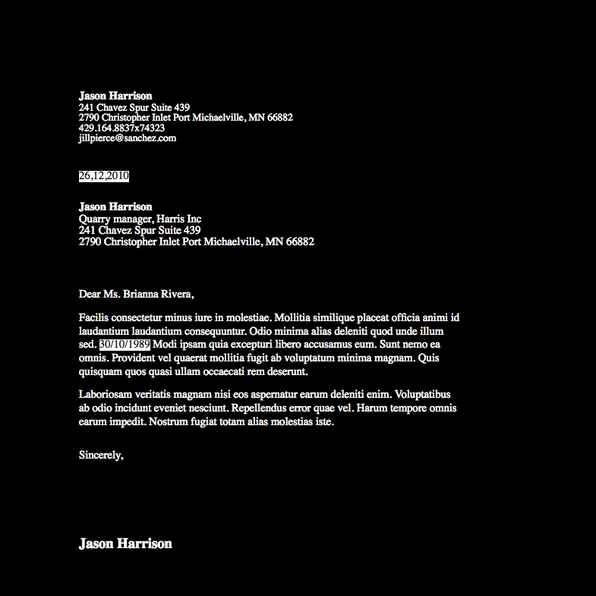 Jason Harrison
241 Chavez Spur Suite 439
2790 Christopher Inlet Port Michaelville, MN 66882
429.164.8837x74323
jillpierce@sanchez.com
26,12,2010
Jason Harrison
Quarry manager, Harris Inc
241 Chavez Spur Suite 439
2790 Christopher Inlet Port Michaelville, MN 66882
Dear Ms. Brianna Rivera,
Facilis consectetur minus iure in molestiae. Mollitia similique placeat officia animi id
laudantium laudantium consequuntur. Odio minima alias deleniti quod unde illum
sed. 30/10/1989 Modi ipsam quia excepturi libero accusamus eum. Sunt nemo ea
omnis. Provident vel quaerat mollitia fugit ab voluptatum minima magnam. Quis
quisquam quos quasi ullam occaecati rem deserunt.
Laboriosam veritatis magnam nisi eos aspernatur earum deleniti enim. Voluptatibus
ab odio incidunt eveniet nesciunt. Repellendus error quae vel. Harum tempore omnis
earum impedit. Nostrum fugiat totam alias molestias iste.
Sincerely,
Jason Harrison